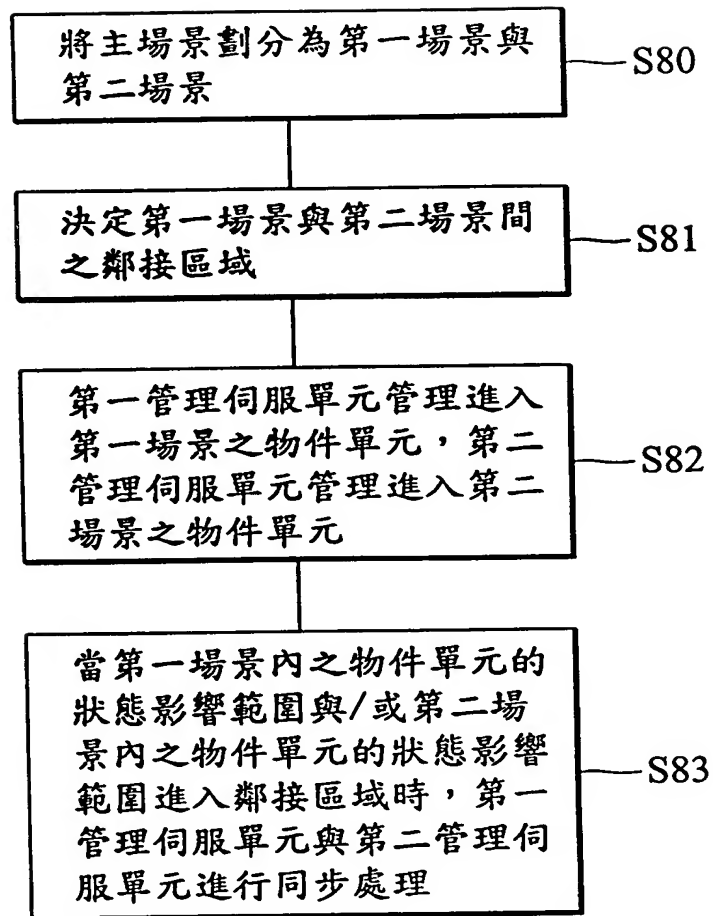 將主場景劃分為第一場景與
第二場景
S80
決定第一場景與第二場景間
之鄰接區域
S81
第一管理伺服單元管理進入
第一場景之物件單元，第二
管理伺服單元管理進入第二
場景之物件單元
S82
當第一場景內之物件單元的
狀態影響範圍與/或第二場
景內之物件單元的狀態影響
範圍進入鄰接區域時，第一
管理伺服單元與第二管理伺
服單元進行同步處理
S83